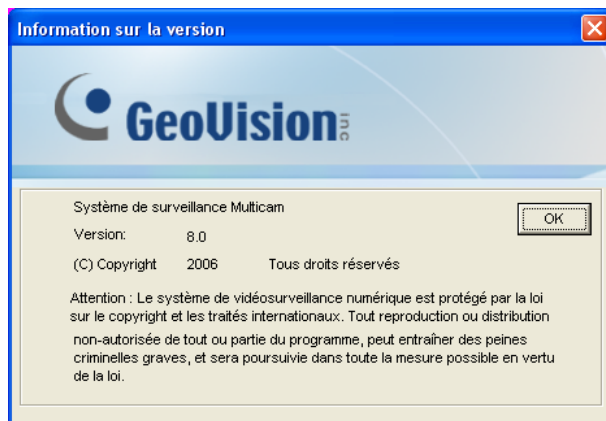 Information sur la version
GeoVision inc
Système de surveillance Multicam
OK
Version: 8.0
(C) Copyright 2006 Tous droits réservés
Attention : Le système de vidéosurveillance numérique est protégé par la loi
sur le copyright et les traités internationaux. Tout reproduction ou distribution
non-autorisée de tout ou partie du programme, peut entraîner des peines
criminelles graves, et sera poursuivie dans toute la mesure possible en vertu
de la loi.